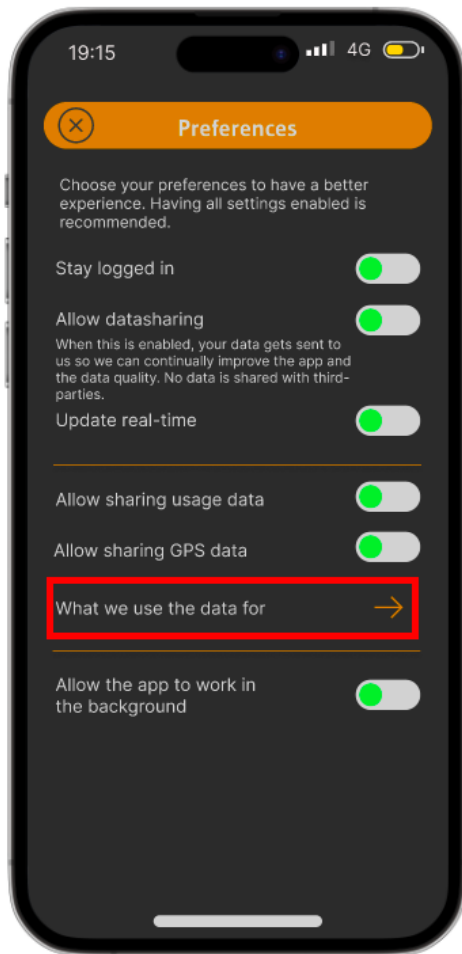 19:15
4G
Preferences
Choose your preferences to have a better
experience. Having all settings enabled is
recommended.
Stay logged in
Allow datasharing
When this is enabled, your data gets sent to
us so we can continually improve the app and
the data quality. No data is shared with third-
parties.
Update real-time
Allow sharing usage data
Allow sharing GPS data
What we use the data for
Allow the app to work in
the background